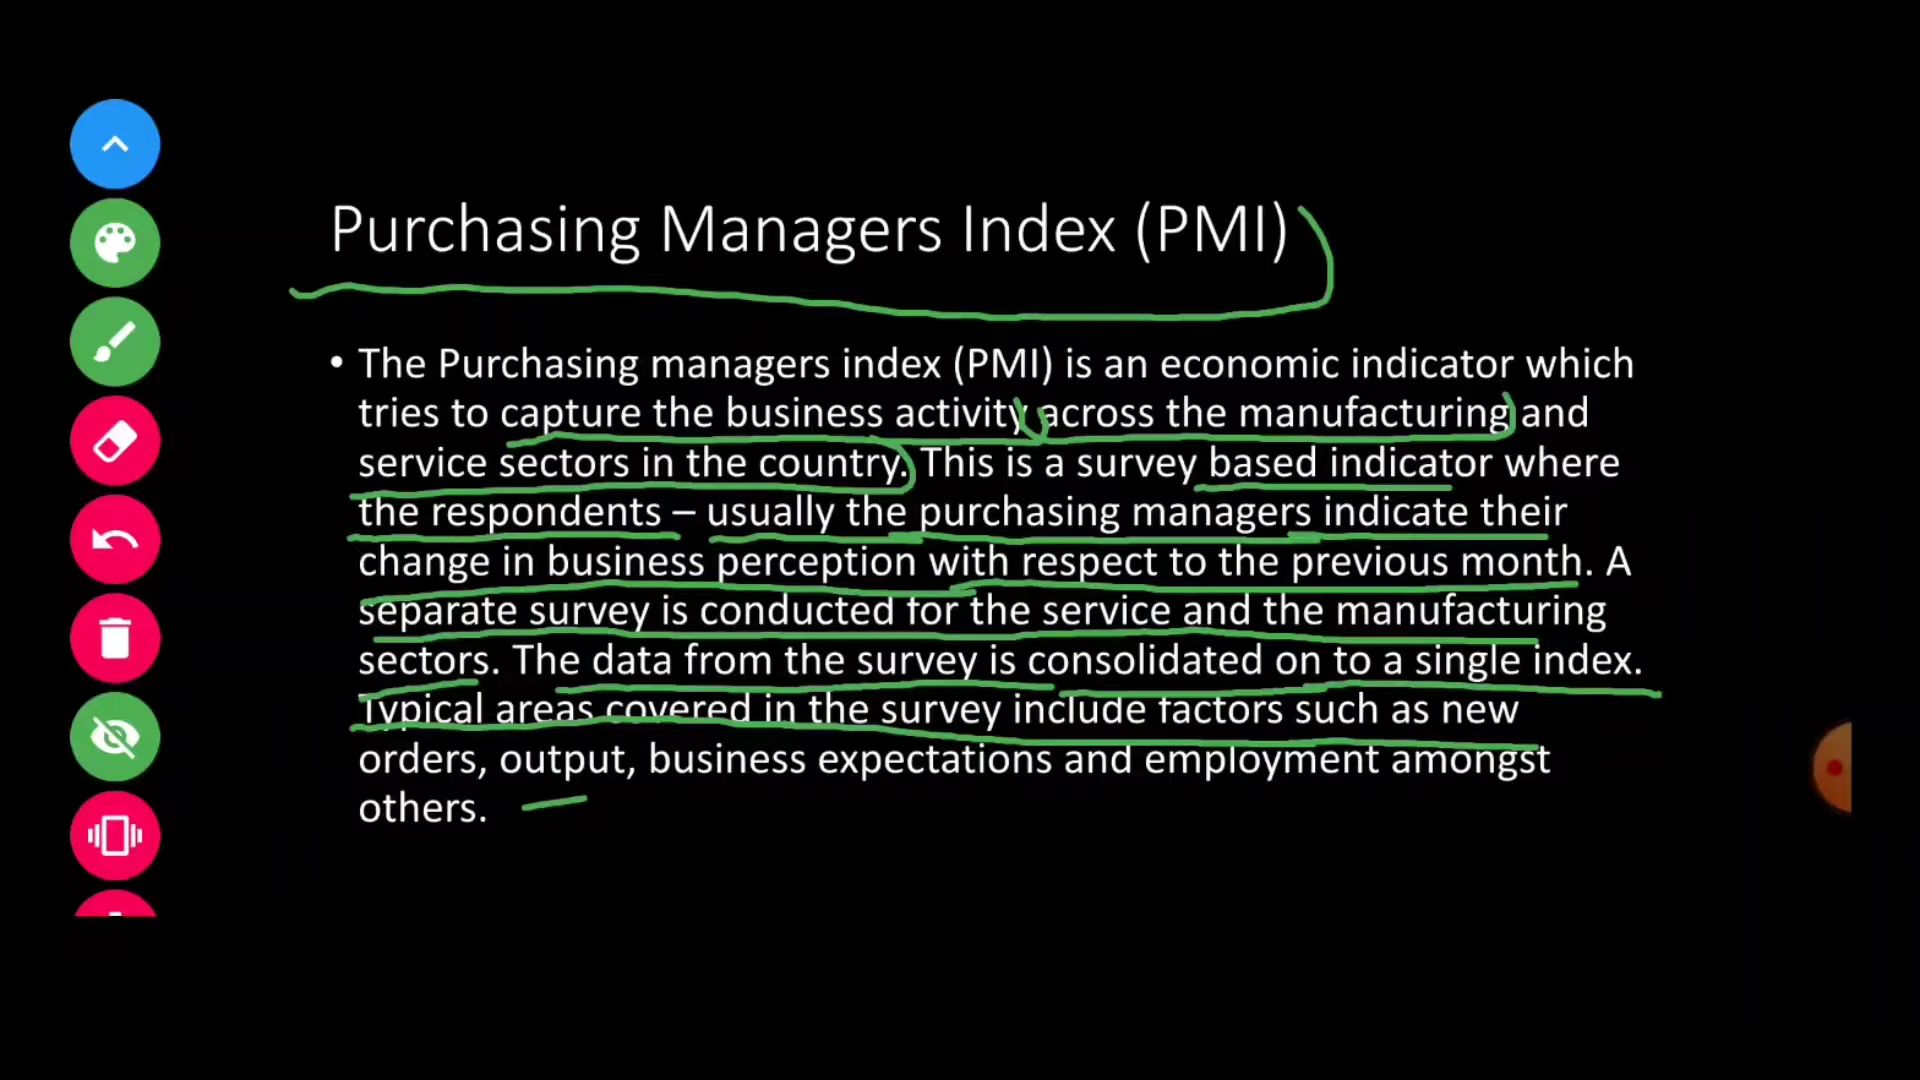 Purchasing Managers Index (PMI)
• The Purchasing managers index (PMI) is an economic indicator which
tries to capture the business activity across the manufacturing and
service sectors in the country. This is a survey based indicator where
the respondents – usually the purchasing managers indicate their
change in business perception with respect to the previous month. A
separate survey is conducted for the service and the manufacturing
sectors. The data from the survey is consolidated on to a single index.
Typical areas covered in the survey include factors such as new
orders, output, business expectations and employment amongst
others.